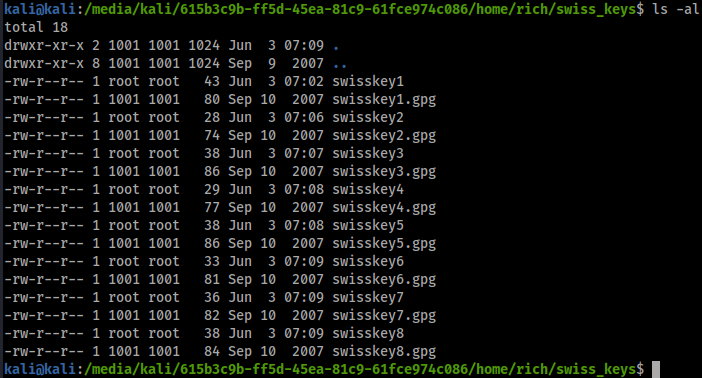 kali@kali:/media/kali/615b3c9b-ff5d-45ea-81c9-61fce974c086/home/rich/swiss_keys$ ls -al
total 18
drwxr-xr-x 2 1001 1001 1024 Jun  3 07:09 .
drwxr-xr-x 8 1001 1001 1024 Sep  9  2007 ..
-rw-r--r-- 1 root root   43 Jun  3 07:02 swisskey1
-rw-r--r-- 1 1001 1001   80 Sep 10  2007 swisskey1.gpg
-rw-r--r-- 1 root root   28 Jun  3 07:06 swisskey2
-rw-r--r-- 1 1001 1001   74 Sep 10  2007 swisskey2.gpg
-rw-r--r-- 1 root root   38 Jun  3 07:07 swisskey3
-rw-r--r-- 1 1001 1001   86 Sep 10  2007 swisskey3.gpg
-rw-r--r-- 1 root root   29 Jun  3 07:08 swisskey4
-rw-r--r-- 1 1001 1001   77 Sep 10  2007 swisskey4.gpg
-rw-r--r-- 1 root root   38 Jun  3 07:08 swisskey5
-rw-r--r-- 1 1001 1001   86 Sep 10  2007 swisskey5.gpg
-rw-r--r-- 1 root root   33 Jun  3 07:09 swisskey6
-rw-r--r-- 1 1001 1001   81 Sep 10  2007 swisskey6.gpg
-rw-r--r-- 1 root root   36 Jun  3 07:09 swisskey7
-rw-r--r-- 1 1001 1001   82 Sep 10  2007 swisskey7.gpg
-rw-r--r-- 1 root root   38 Jun  3 07:09 swisskey8
-rw-r--r-- 1 1001 1001   84 Sep 10  2007 swisskey8.gpg
kali@kali:/media/kali/615b3c9b-ff5d-45ea-81c9-61fce974c086/home/rich/swiss_keys$